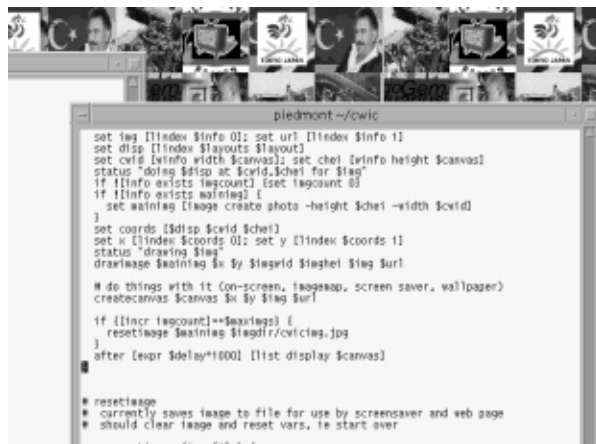 TOKYO JAPAN
TOKYO JAPAN
piedmont ~/cwic
set img [lindex $info 0]; set url [lindex $info 1]
set disp [lindex $layouts $layout]
set cwid [winfo width $canvas]; set chei [winfo height $canvas]
status "doing $disp at $cwid,$chei for $img"
if ![info exists imgcount] {set imgcount 0}
if ![info exists mainimg] {
set mainimg [image create photo -height $chei -width $cwid]
}
set coords [$disp $cwid $chei]
set x [lindex $coords 0]; set y [lindex $coords 1]
status "drawing $img"
drawimage $mainimg $x $y $imgwid $imghei $img $url
# do things with it (on-screen, imagemap, screen saver, wallpaper)
createcanvas $canvas $x $y $img $url
if {[incr imgcount]==$maximgs} {
resetimage $mainimg $imgdir/cwicimg.jpg
}
after [expr $delay*1000] [list display $canvas]
# resetimage
# currently saves image to file for use by screensaver and web page
# should clear image and reset vars, ie start over